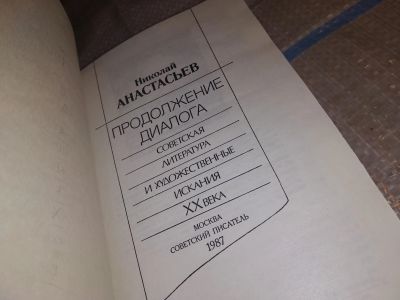 Николай
АНАСТАСЬЕВ
ПРОДОЛЖЕНИЕ
ДИАЛОГА
СОВЕТСКАЯ
ЛИТЕРАТУРА
И ХУДОЖЕСТВЕННЫЕ
ИСКАНИЯ
XX ВЕКА
МОСКВА
СОВЕТСКИЙ ПИСАТЕЛЬ
1987